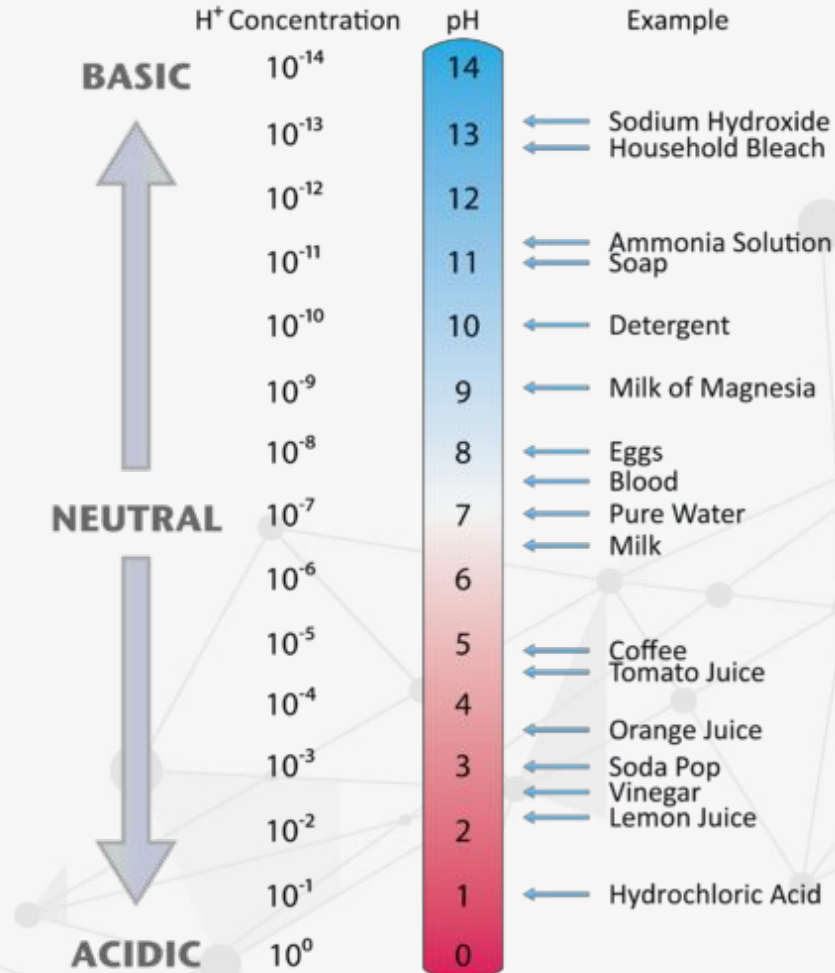 H⁺ Concentration pH Example
BASIC 10⁻¹⁴ 14
Sodium Hydroxide
10⁻¹³ 13
Household Bleach
10⁻¹² 12
Ammonia Solution
10⁻¹¹ 11 Soap
10⁻¹⁰ 10 Detergent
10⁻⁹ 9 Milk of Magnesia
10⁻⁸ 8 Eggs
Blood
NEUTRAL 10⁻⁷ 7 Pure Water
Milk
10⁻⁶ 6
10⁻⁵ 5 Coffee
Tomato Juice
10⁻⁴ 4
Orange Juice
10⁻³ 3 Soda Pop
Vinegar
Lemon Juice
10⁻² 2
10⁻¹ 1 Hydrochloric Acid
ACIDIC 10⁰ 0